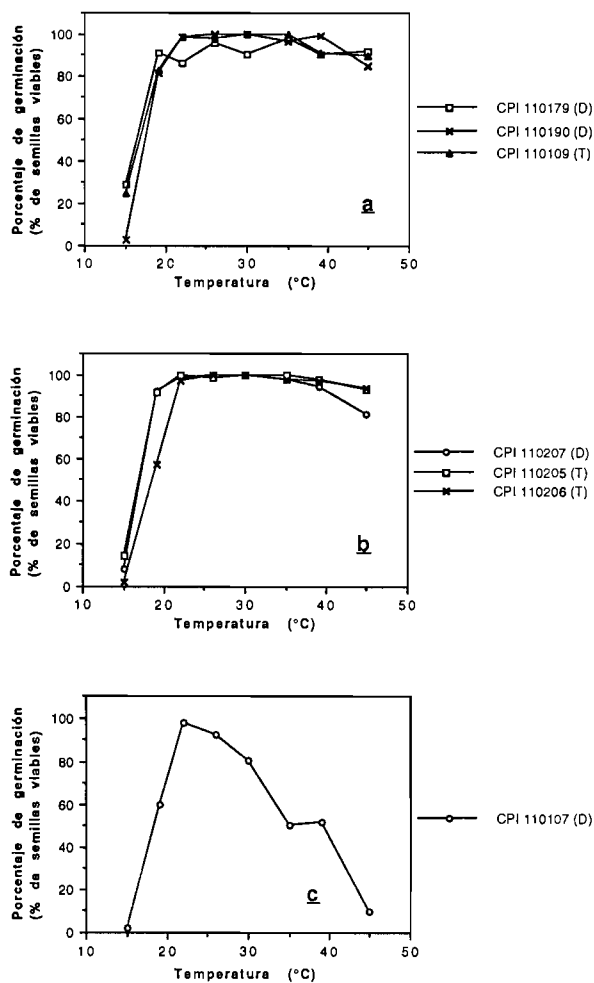 Porcentaje de germinación
(% de semillas viables)
100
80
60
40
20
0
10
20
30
40
50
Temperatura (°C)
a
CPI 110179 (D)
CPI 110190 (D)
CPI 110109 (T)
Porcentaje de germinación
(% de semillas viables)
100
80
60
40
20
0
10
20
30
40
50
Temperatura (°C)
b
CPI 110207 (D)
CPI 110205 (T)
CPI 110206 (T)
Porcentaje de germinación
(% da semillas viables)
100
80
60
40
20
0
10
20
30
40
50
Temperatura (°C)
c
CPI 110107 (D)